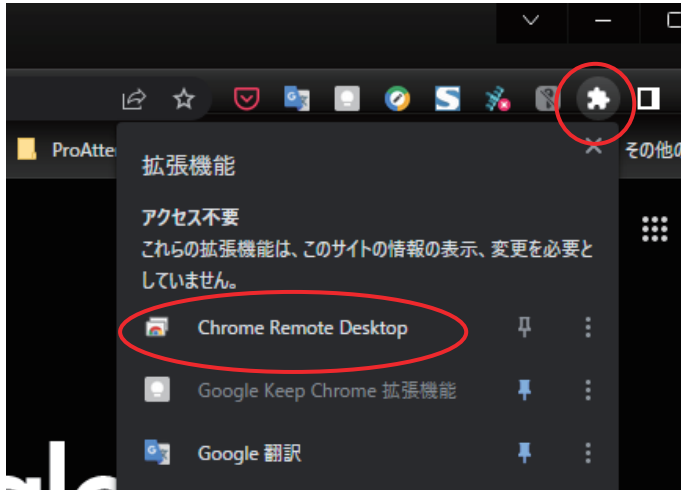 ProAtte
その他の
拡張機能
アクセス不要
これらの拡張機能は、このサイトの情報の表示、変更を必要と
していません。
Chrome Remote Desktop
Google Keep Chrome 拡張機能
Google 翻訳